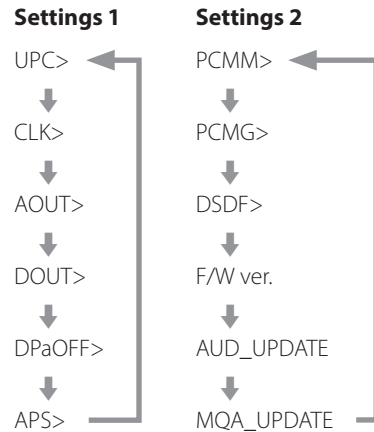 Settings 1
UPC>
CLK>
AOUT>
DOUT>
DPaOFF>
APS>
Settings 2
PCMM>
PCMG>
DSDF>
F/W ver.
AUD_UPDATE
MQA_UPDATE